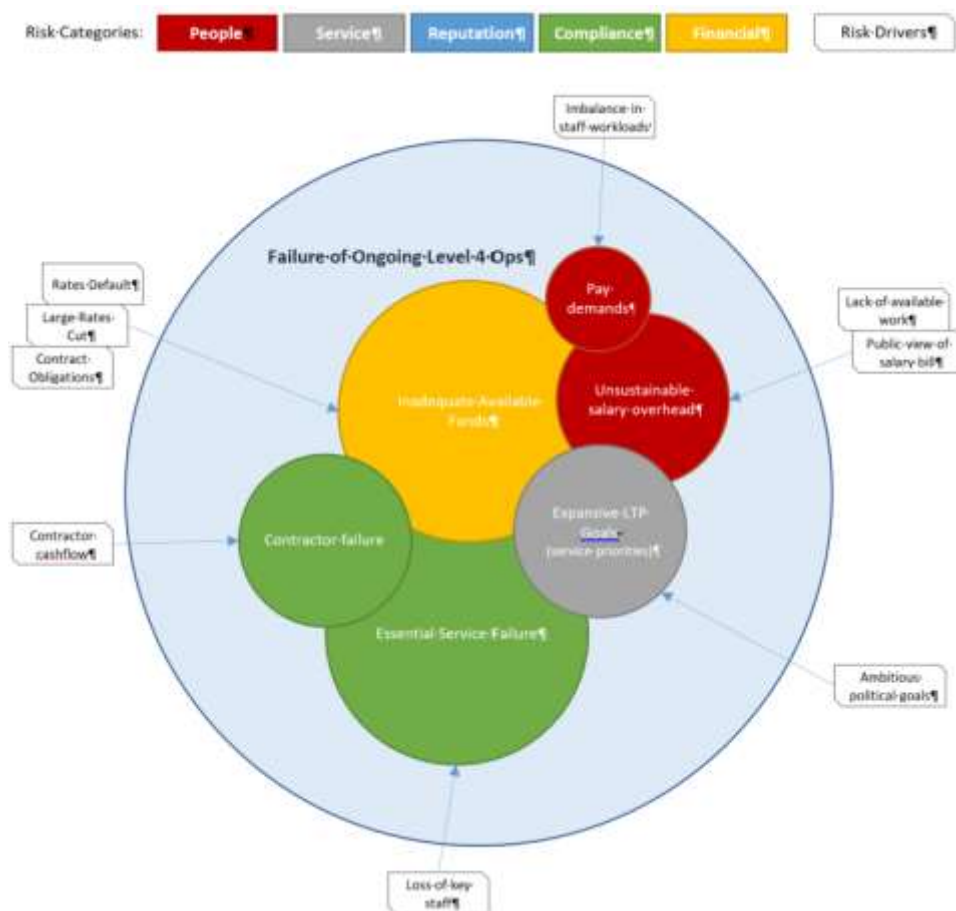 Risk·Categories:
People¶
Service¶
Reputation¶
Compliance¶
Financial¶
Risk·Drivers¶
Imbalance·in·
staff·workloads¶
Failure·of·Ongoing·Level·4·Ops¶
Pay·
demands¶
Rates·Default¶
Large·Rates·
Cut¶
Contract·
Obligations¶
Lack·of·available·
work¶
Public·view·of·
salary·bill¶
Unsustainable·
salary·overhead¶
Inadequate·Available·
Funds¶
Expansive·LTP·
Goals·
(service·priorities)¶
Contractor·
cashflow¶
Contractor·failure
Essential·Service·Failure¶
Ambitious·
political·goals¶
Loss·of·key·
staff¶